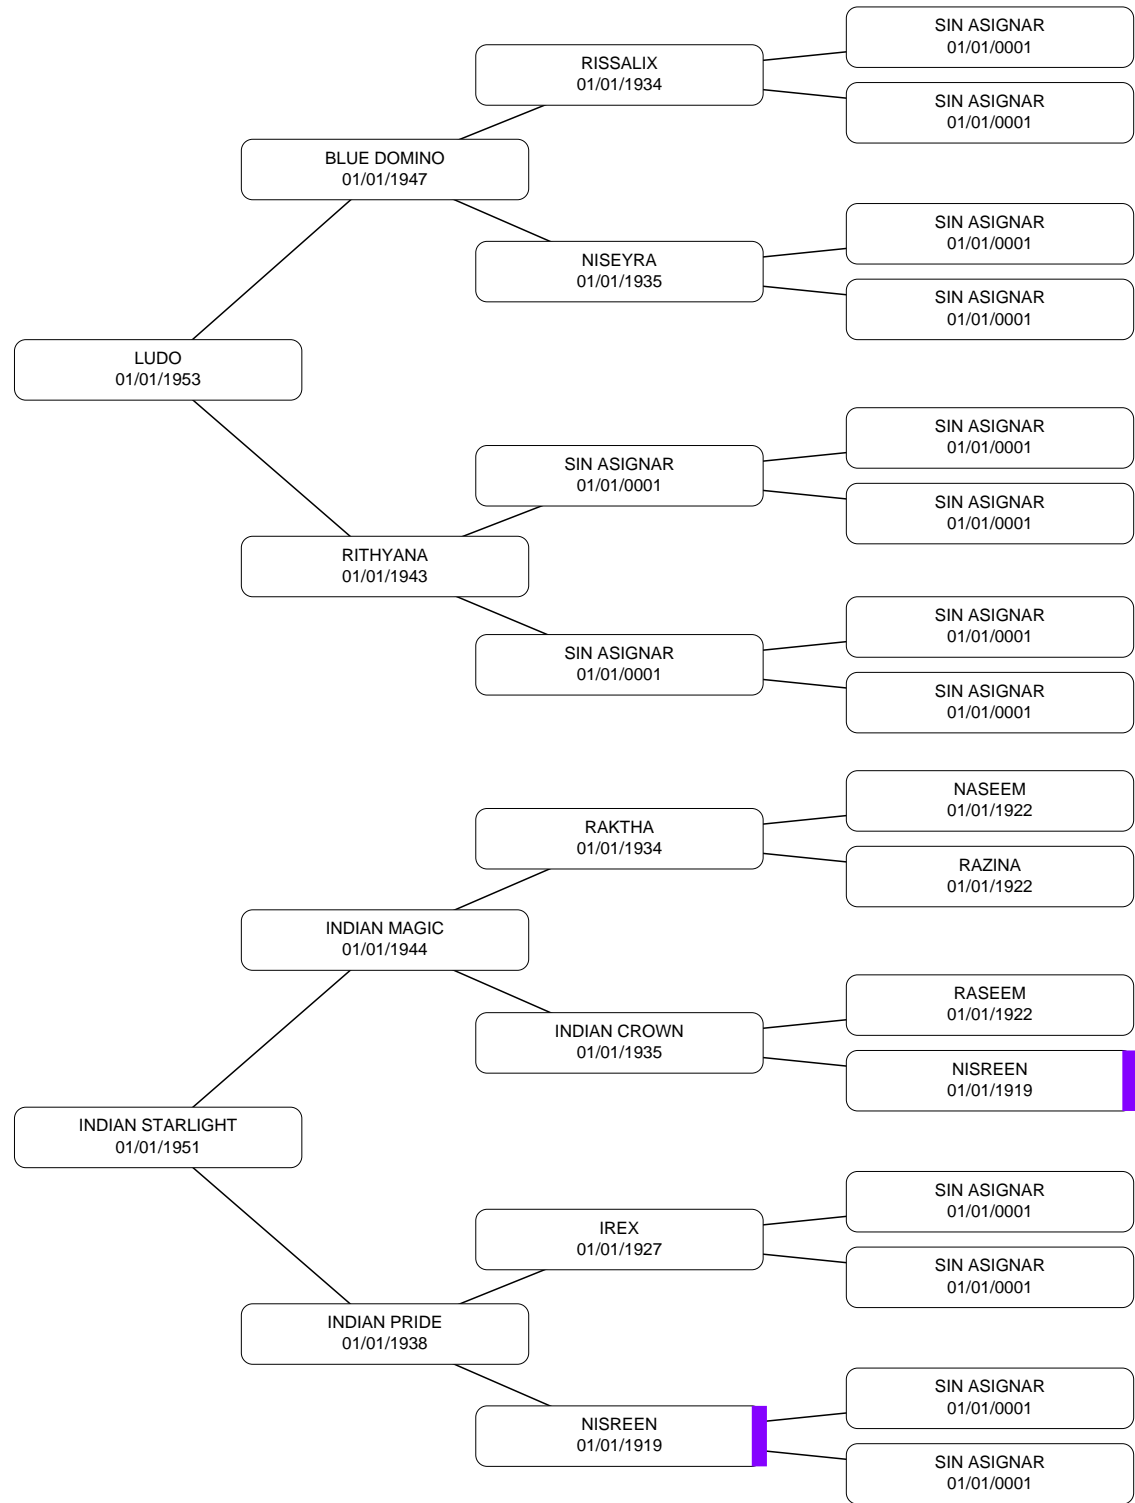 SIN ASIGNAR
01/01/0001
RISSALIX
01/01/1934
SIN ASIGNAR
01/01/0001
BLUE DOMINO
01/01/1947
SIN ASIGNAR
01/01/0001
NISEYRA
01/01/1935
SIN ASIGNAR
01/01/0001
LUDO
01/01/1953
SIN ASIGNAR
01/01/0001
SIN ASIGNAR
01/01/0001
SIN ASIGNAR
01/01/0001
RITHYANA
01/01/1943
SIN ASIGNAR
01/01/0001
SIN ASIGNAR
01/01/0001
SIN ASIGNAR
01/01/0001
NASEEM
01/01/1922
RAKTHA
01/01/1934
RAZINA
01/01/1922
INDIAN MAGIC
01/01/1944
RASEEM
01/01/1922
INDIAN CROWN
01/01/1935
NISREEN
01/01/1919
INDIAN STARLIGHT
01/01/1951
SIN ASIGNAR
01/01/0001
IREX
01/01/1927
SIN ASIGNAR
01/01/0001
INDIAN PRIDE
01/01/1938
SIN ASIGNAR
01/01/0001
NISREEN
01/01/1919
SIN ASIGNAR
01/01/0001